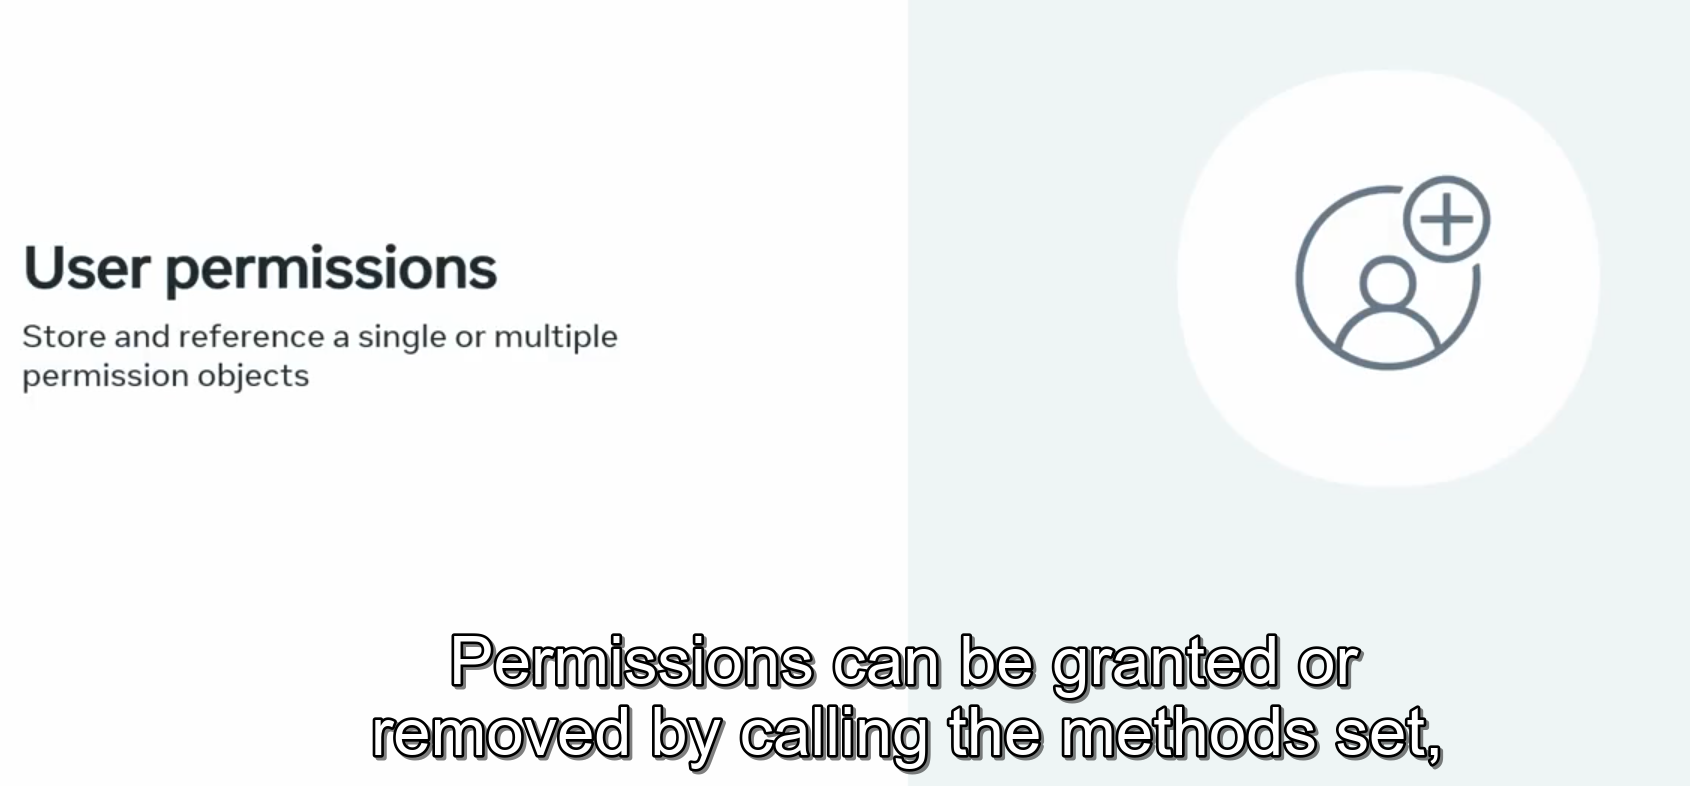 User permissions
Store and reference a single or multiple
permission objects
Permissions can be granted or
removed by calling the methods set,